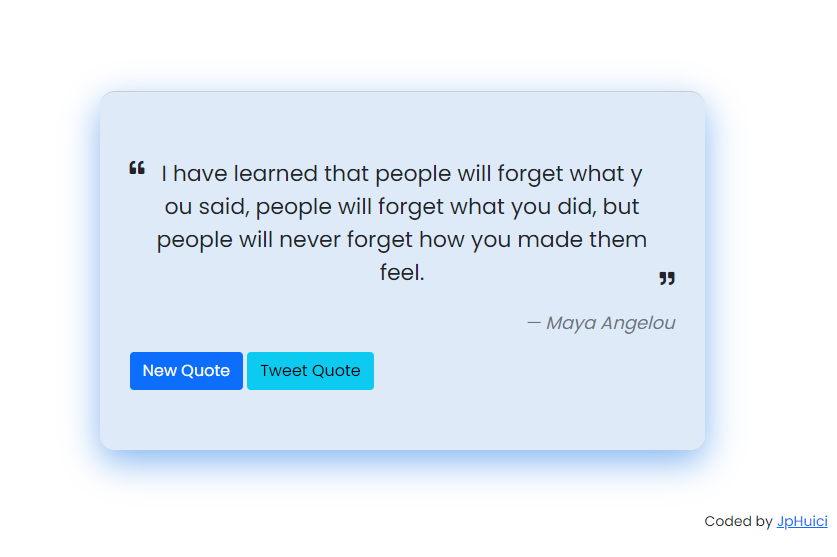 “ I have learned that people will forget what y
ou said, people will forget what you did, but
people will never forget how you made them
feel. ”
— Maya Angelou
New Quote Tweet Quote
Coded by JpHuici